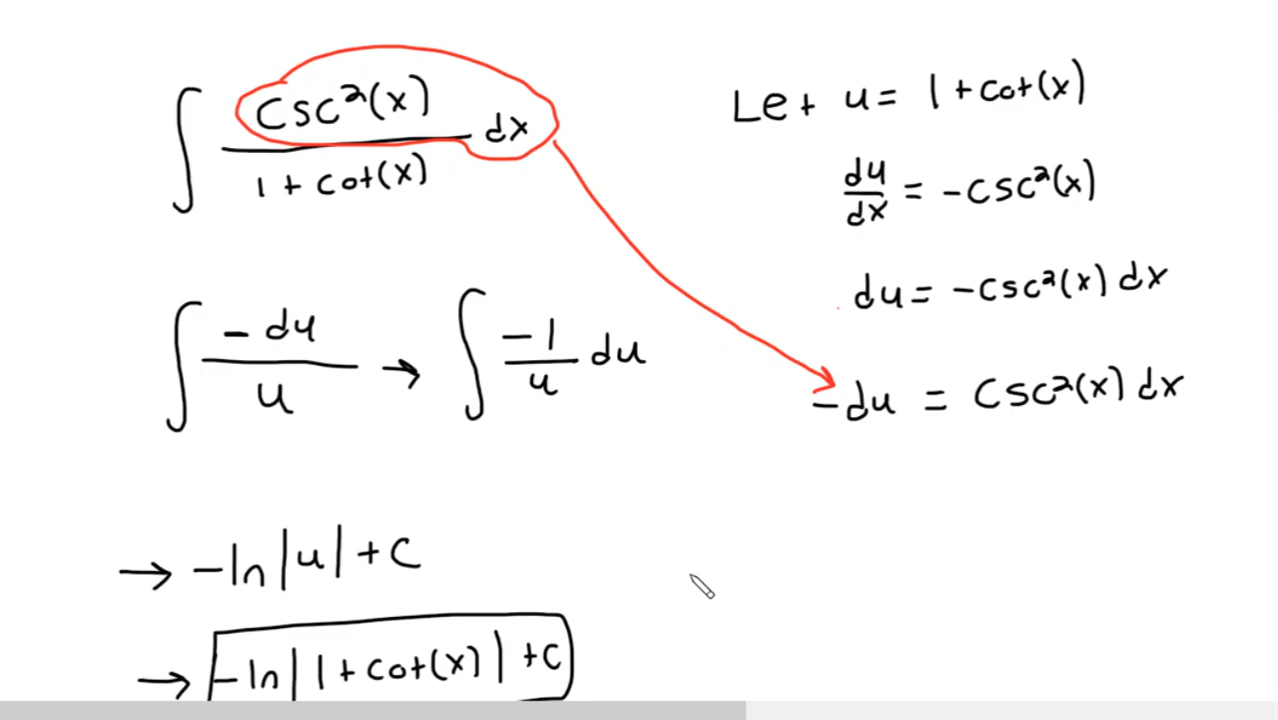 ∫ csc²(x) / (1 + cot(x)) dx
Let u = 1 + cot(x)
du/dx = -csc²(x)
du = -csc²(x) dx
-du = csc²(x) dx
∫ -du / u → ∫ -1/u du
→ -ln|u| + c
→ -ln|1 + cot(x)| + c